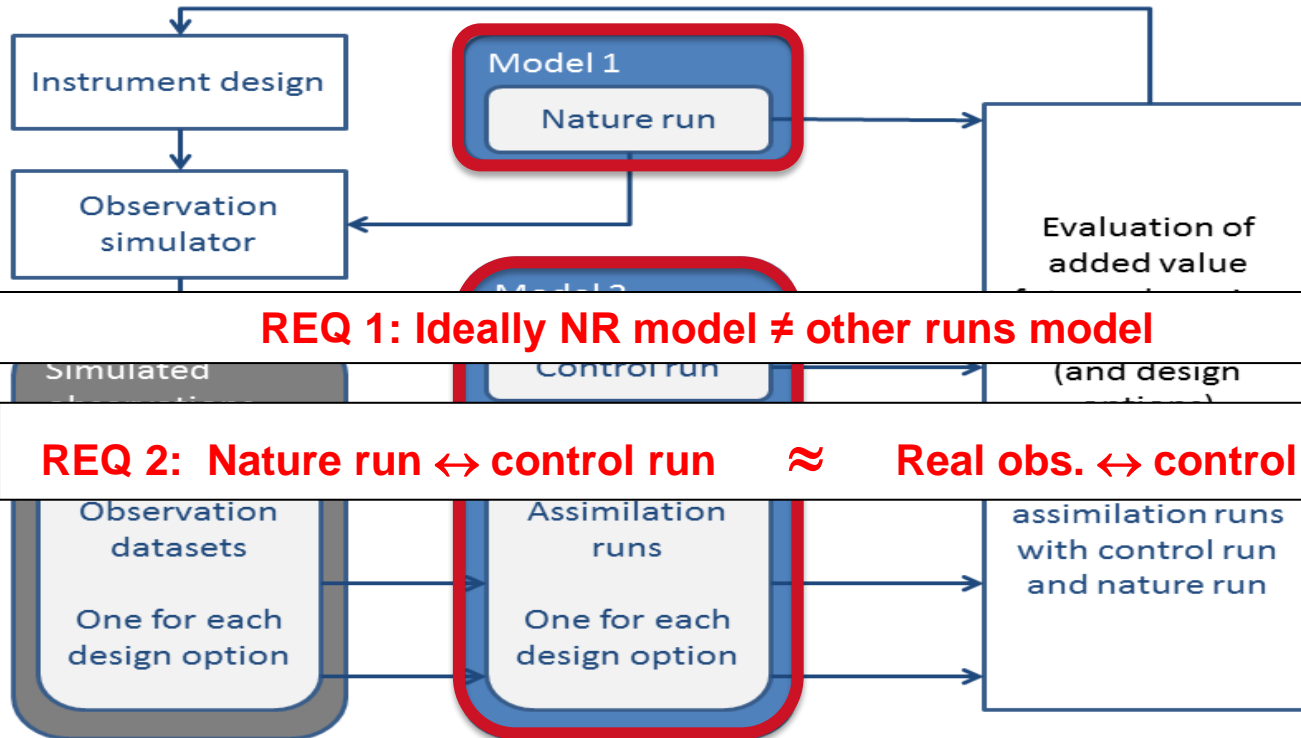 Instrument design
Model 1
Nature run
Observation
simulator
Evaluation of
added value
REQ 1: Ideally NR model ≠ other runs model
Simulated
Control run
(and design
REQ 2: Nature run ↔ control run ≈ Real obs. ↔ control
Observation
datasets
One for each
design option
Assimilation
runs
One for each
design option
assimilation runs
with control run
and nature run